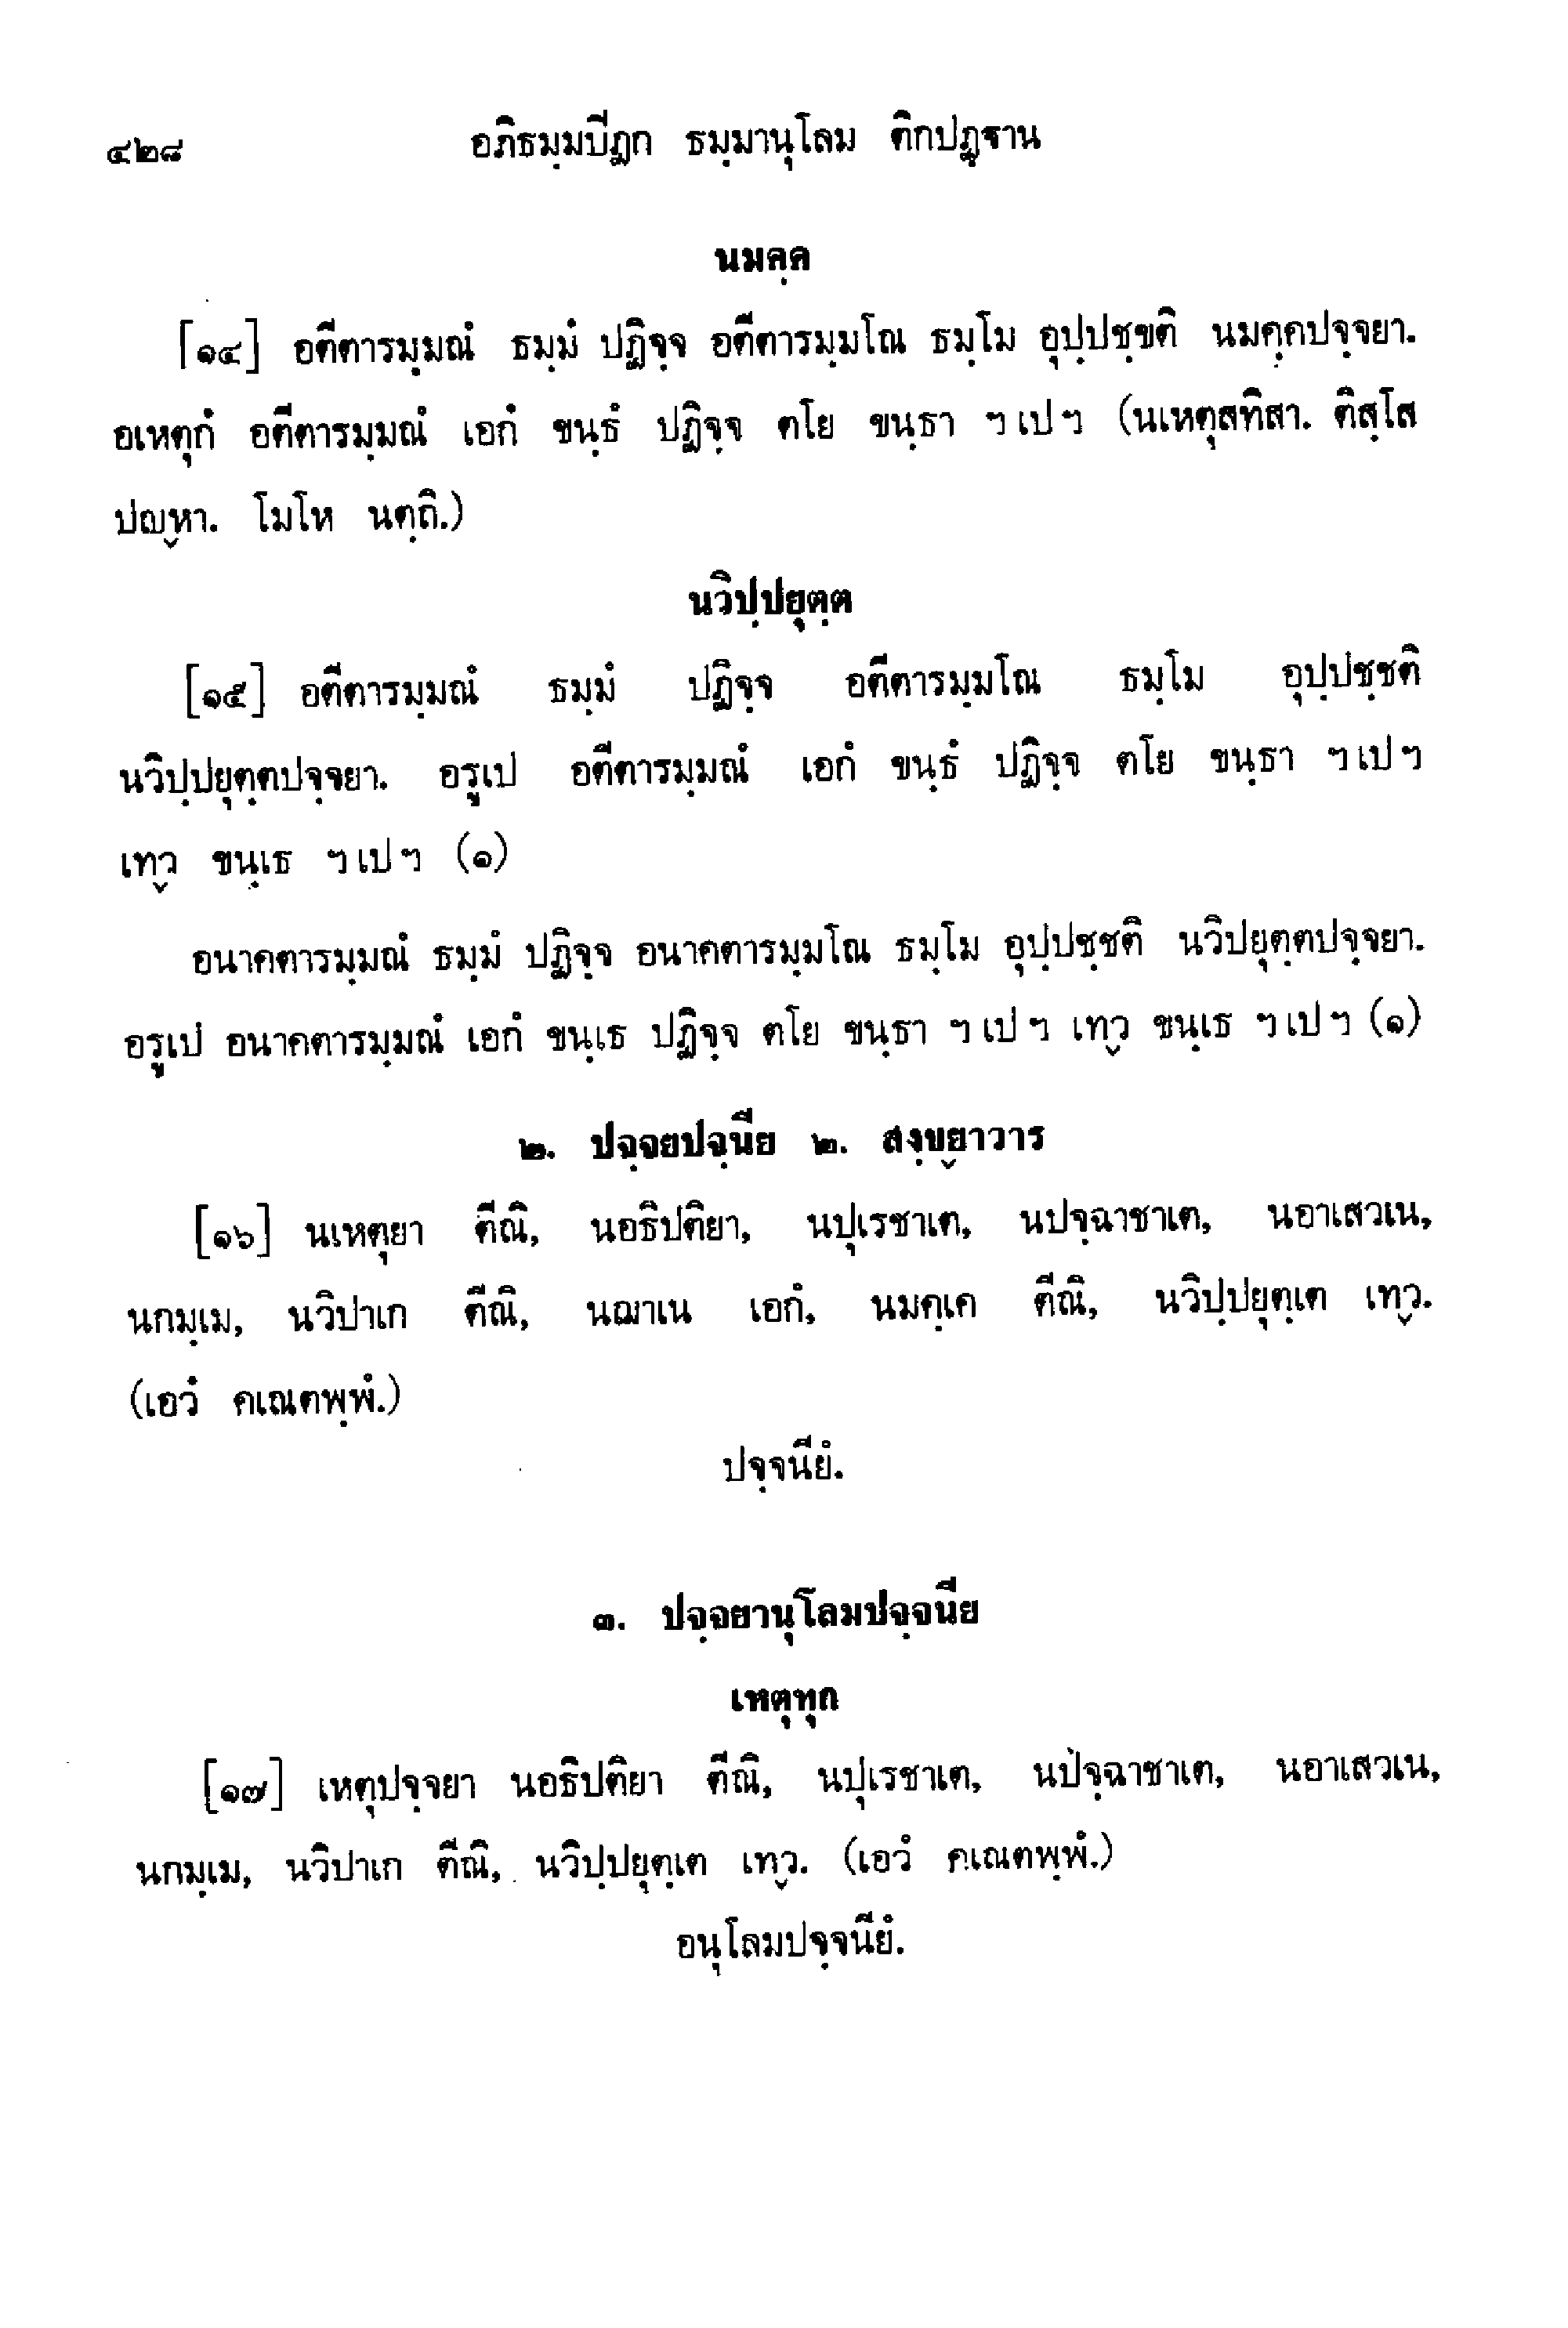 ๔๒๘ อภิธมฺมปีฏก ธมฺมานุโลม ติกปฏฺฐาน
นมคฺค
[๑๔] อตีตารมฺมณํ ธมฺมํ ปฏิจฺจ อตีตารมฺมโณ ธมฺโม อุปฺปชฺขติ นมคฺคปจฺจยา.
อเหตุกํ อตีตารมฺมณํ เอกํ ขนฺธํ ปฏิจฺจ ตโย ขนฺธา ฯ เป ฯ (นเหตุสทิสา. ติสฺโส
ปญฺหา. โมโห นตฺถิ.)
นวิปฺปยุตฺต
[๑๕] อตีตารมฺมณํ ธมฺมํ ปฏิจฺจ อตีตารมฺมโณ ธมฺโม อุปฺปชฺชติ
นวิปฺปยุตฺตปจฺจยา. อรูเป อตีตารมฺมณํ เอกํ ขนฺธํ ปฏิจฺจ ตโย ขนฺธา ฯ เป ฯ
เทฺว ขนฺเธ ฯ เป ฯ (๑)
อนาคตารมฺมณํ ธมฺมํ ปฏิจฺจ อนาคตารมฺมโณ ธมฺโม อุปฺปชฺชติ นวิปยุตฺตปจฺจยา.
อรูเป อนาคตารมฺมณํ เอกํ ขนฺเธ ปฏิจฺจ ตโย ขนฺธา ฯ เป ฯ เทฺว ขนฺเธ ฯ เป ฯ (๑)
๒. ปจฺจยปจฺนีย ๒. สงฺขฺยาวาร
[๑๖] นเหตุยา ตีณิ, นอธิปติยา, นปุเรชาเต, นปจฺฉาชาเต, นอาเสวเน,
นกมฺเม, นวิปาเก ตีณิ, นฌาเน เอกํ, นมคฺเค ตีณิ, นวิปฺปยุตฺเต เทฺว.
(เอวํ คเณตพฺพํ.)
ปจฺจนียํ.
๓. ปจฺจยานุโลมปจฺจนีย
เหตุทุก
[๑๗] เหตุปจฺจยา นอธิปติยา ตีณิ, นปุเรชาเต, นปจฺฉาชาเต, นอาเสวเน,
นกมฺเม, นวิปาเก ตีณิ, นวิปฺปยุตฺเต เทฺว. (เอวํ คเณตพฺพํ.)
อนุโลมปจฺจนียํ.